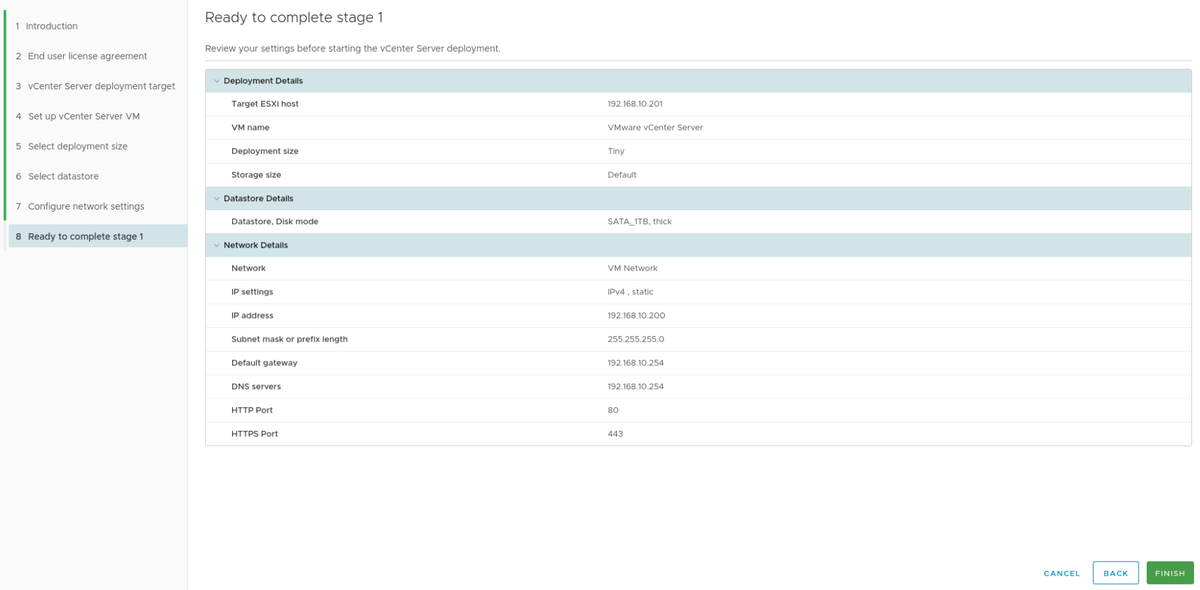 1 Introduction
2 End user license agreement
3 vCenter Server deployment target
4 Set up vCenter Server VM
5 Select deployment size
6 Select datastore
7 Configure network settings
8 Ready to complete stage 1
Ready to complete stage 1
Review your settings before starting the vCenter Server deployment.
Deployment Details
Target ESXi host 192.168.10.201
VM name VMware vCenter Server
Deployment size Tiny
Storage size Default
Datastore Details
Datastore, Disk mode SATA_1TB, thick
Network Details
Network VM Network
IP settings IPv4 , static
IP address 192.168.10.200
Subnet mask or prefix length 255.255.255.0
Default gateway 192.168.10.254
DNS servers 192.168.10.254
HTTP Port 80
HTTPS Port 443
CANCEL BACK FINISH